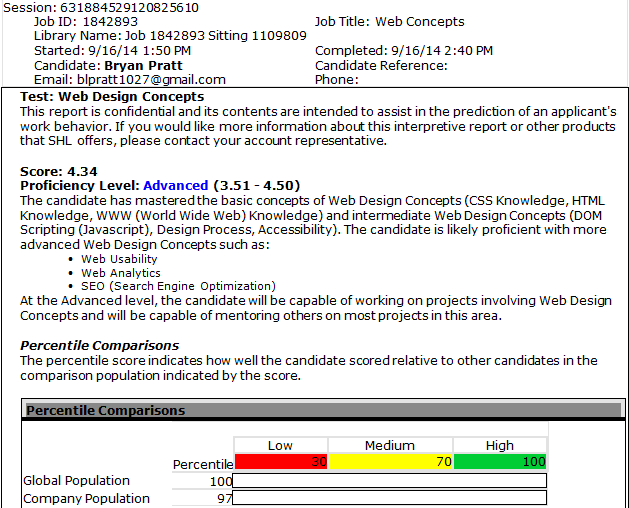 Session: 631884529120825610
Job ID: 1842893 Job Title: Web Concepts
Library Name: Job 1842893 Sitting 1109809
Started: 9/16/14 1:50 PM Completed: 9/16/14 2:40 PM
Candidate: Bryan Pratt Candidate Reference:
Email: blpratt1027@gmail.com Phone:
Test: Web Design Concepts
This report is confidential and its contents are intended to assist in the prediction of an applicant's
work behavior. If you would like more information about this interpretive report or other products
that SHL offers, please contact your account representative.
Score: 4.34
Proficiency Level: Advanced (3.51 - 4.50)
The candidate has mastered the basic concepts of Web Design Concepts (CSS Knowledge, HTML
Knowledge, WWW (World Wide Web) Knowledge) and intermediate Web Design Concepts (DOM
Scripting (Javascript), Design Process, Accessibility). The candidate is likely proficient with more
advanced Web Design Concepts such as:
• Web Usability
• Web Analytics
• SEO (Search Engine Optimization)
At the Advanced level, the candidate will be capable of working on projects involving Web Design
Concepts and will be capable of mentoring others on most projects in this area.
Percentile Comparisons
The percentile score indicates how well the candidate scored relative to other candidates in the
comparison population indicated by the score.
Percentile Comparisons
Low Medium High
Percentile 30 70 100
Global Population 100
Company Population 97